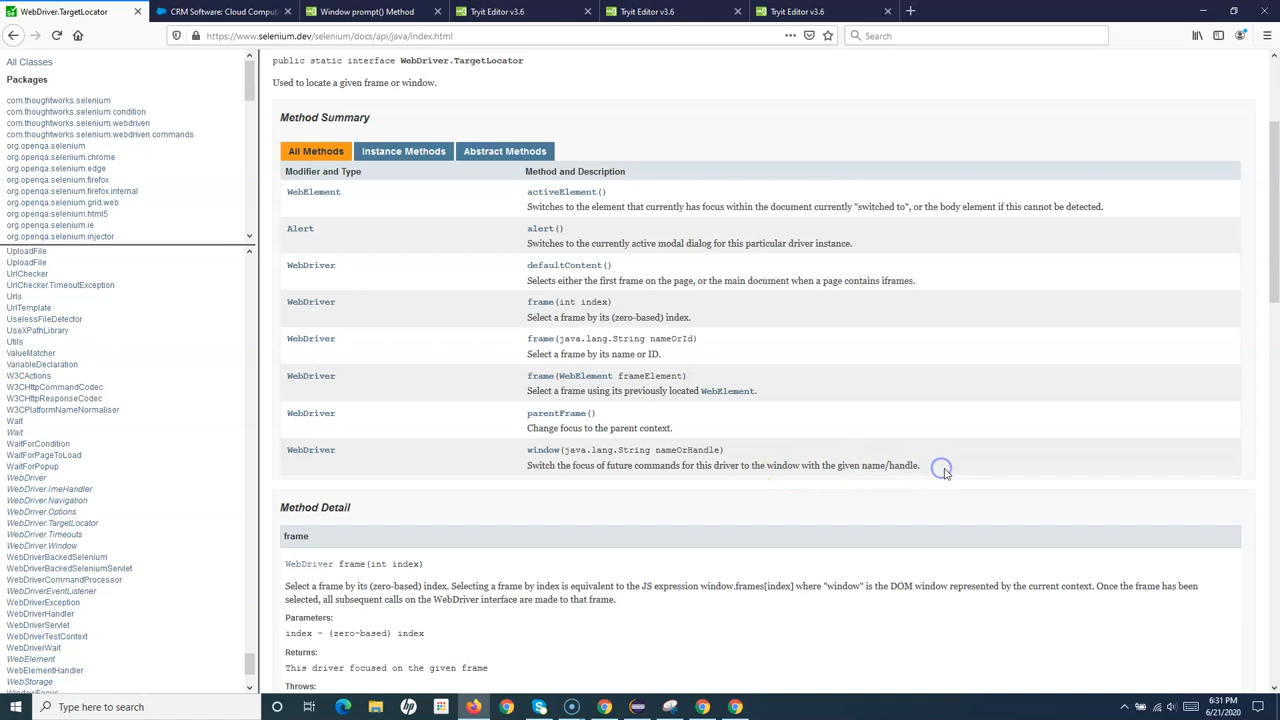 WebDriver.TargetLocator
CRM Software: Cloud Computi
Window prompt() Method
Tryit Editor v3.6
Tryit Editor v3.6
Tryit Editor v3.6
https://www.selenium.dev/selenium/docs/api/java/index.html
Search
All Classes
Packages
com.thoughtworks.selenium
com.thoughtworks.selenium.condition
com.thoughtworks.selenium.webdriven
com.thoughtworks.selenium.webdriven.commands
org.openqa.selenium
org.openqa.selenium.chrome
org.openqa.selenium.edge
org.openqa.selenium.firefox
org.openqa.selenium.firefox.internal
org.openqa.selenium.grid.web
org.openqa.selenium.html5
org.openqa.selenium.ie
org.openqa.selenium.injector
UploadFile
UploadFile
UrlChecker
UrlChecker.TimeoutException
Urls
UrlTemplate
UselessFileDetector
UseXPathLibrary
Utils
ValueMatcher
VariableDeclaration
W3CActions
W3CHttpCommandCodec
W3CHttpResponseCodec
W3CPlatformNameNormaliser
Wait
Wait
WaitForCondition
WaitForPageToLoad
WaitForPopup
WebDriver
WebDriver.ImeHandler
WebDriver.Navigation
WebDriver.Options
WebDriver.TargetLocator
WebDriver.Timeouts
WebDriver.Window
WebDriverBackedSelenium
WebDriverBackedSeleniumServlet
WebDriverCommandProcessor
WebDriverEventListener
WebDriverException
WebDriverHandler
WebDriverServlet
WebDriverTestContext
WebDriverWait
WebElement
WebElementHandler
WebStorage
WindowFocus
public static interface WebDriver.TargetLocator
Used to locate a given frame or window.
Method Summary
All Methods Instance Methods Abstract Methods
Modifier and Type Method and Description
WebElement activeElement()
Switches to the element that currently has focus within the document currently "switched to", or the body element if this cannot be detected.
Alert alert()
Switches to the currently active modal dialog for this particular driver instance.
WebDriver defaultContent()
Selects either the first frame on the page, or the main document when a page contains iframes.
WebDriver frame(int index)
Select a frame by its (zero-based) index.
WebDriver frame(java.lang.String nameOrId)
Select a frame by its name or ID.
WebDriver frame(WebElement frameElement)
Select a frame using its previously located WebElement.
WebDriver parentFrame()
Change focus to the parent context.
WebDriver window(java.lang.String nameOrHandle)
Switch the focus of future commands for this driver to the window with the given name/handle.
Method Detail
frame
WebDriver frame(int index)
Select a frame by its (zero-based) index. Selecting a frame by index is equivalent to the JS expression window.frames[index] where "window" is the DOM window represented by the current context. Once the frame has been
selected, all subsequent calls on the WebDriver interface are made to that frame.
Parameters:
index - (zero-based) index
Returns:
This driver focused on the given frame
Throws:
Type here to search
6:31 PM
6/21/2020